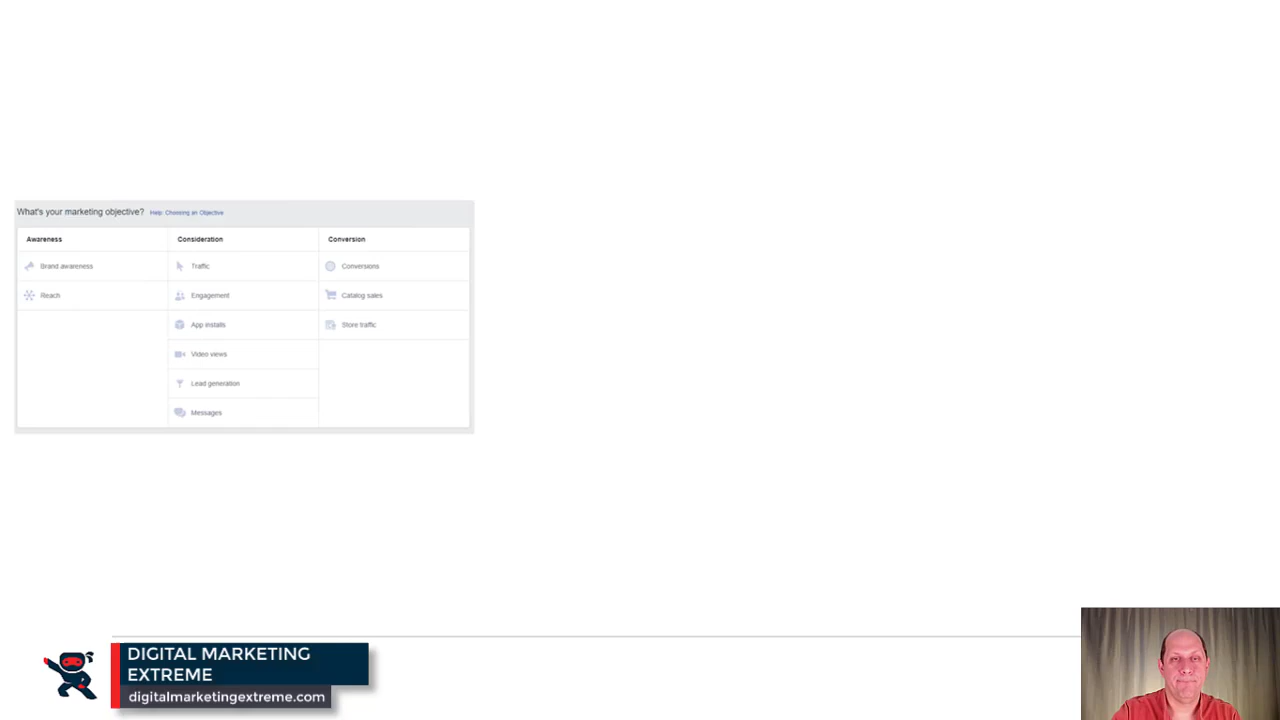 What's your marketing objective? Help: Choosing an Objective
Awareness Consideration Conversion
Brand awareness Traffic Conversions
Reach Engagement Catalog sales
App installs Store traffic
Video views
Lead generation
Messages
DIGITAL MARKETING
EXTREME
digitalmarketingextreme.com